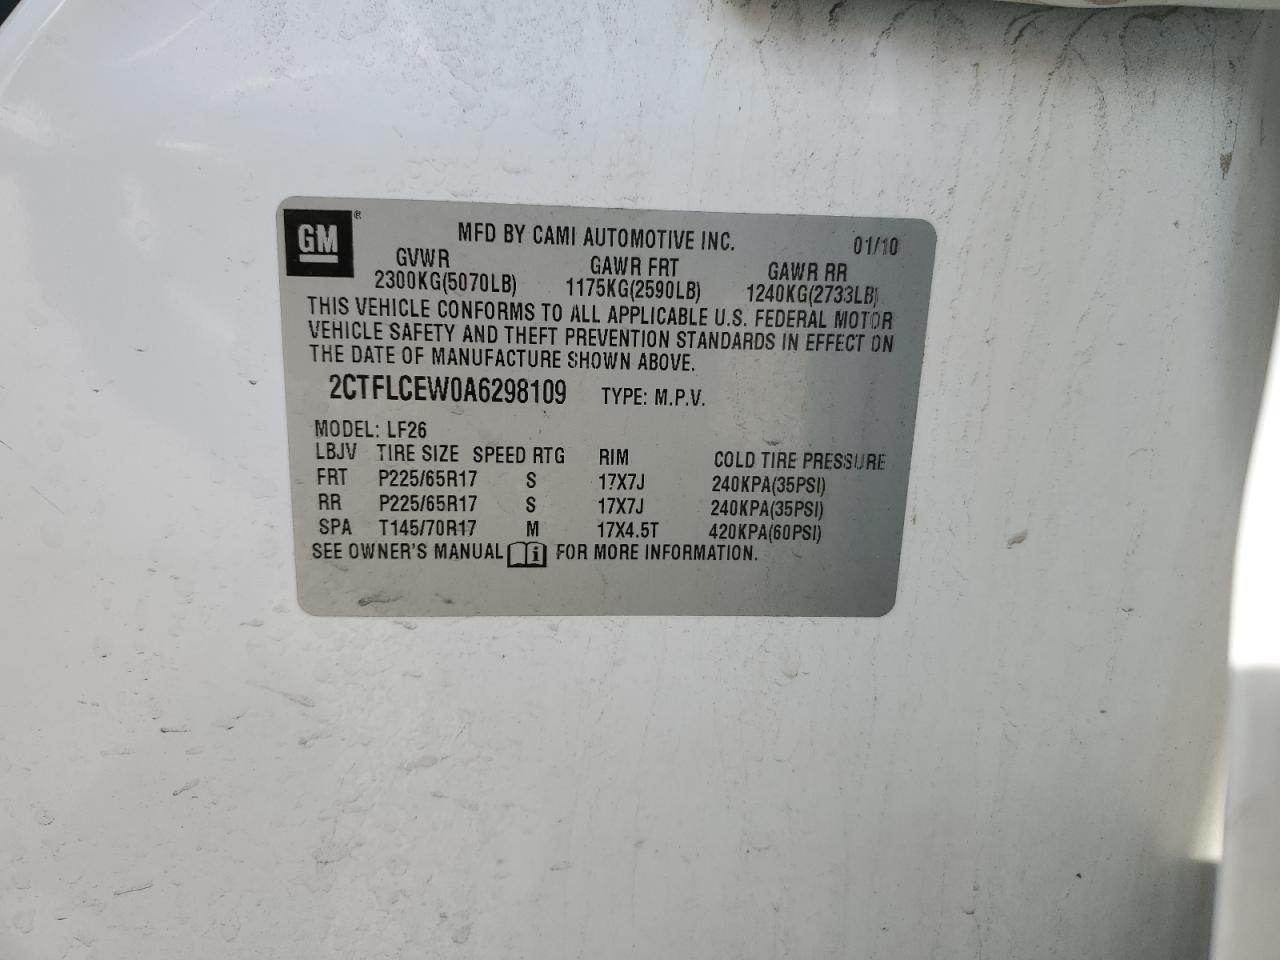 GM ®
MFD BY CAMI AUTOMOTIVE INC. 01/10
GVWR GAWR FRT GAWR RR
2300KG(5070LB) 1175KG(2590LB) 1240KG(2733LB)
THIS VEHICLE CONFORMS TO ALL APPLICABLE U.S. FEDERAL MOTOR
VEHICLE SAFETY AND THEFT PREVENTION STANDARDS IN EFFECT ON
THE DATE OF MANUFACTURE SHOWN ABOVE.
2CTFLCEW0A6298109 TYPE: M.P.V.
MODEL: LF26
LBJV TIRE SIZE SPEED RTG RIM COLD TIRE PRESSURE
FRT P225/65R17 S 17X7J 240KPA(35PSI)
RR P225/65R17 S 17X7J 240KPA(35PSI)
SPA T145/70R17 M 17X4.5T 420KPA(60PSI)
SEE OWNER'S MANUAL FOR MORE INFORMATION.